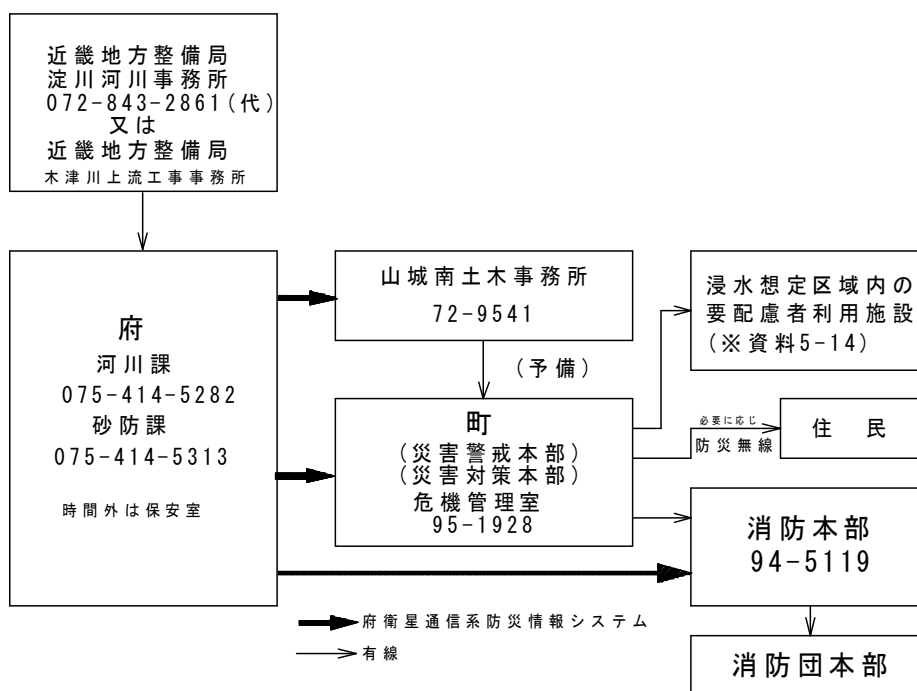 近畿地方整備局
淀川河川事務所
072-843-2861(代)
又は
近畿地方整備局
木津川上流工事事務所
府
河川課
075-414-5282
砂防課
075-414-5313
時間外は保安室
山城南土木事務所
72-9541
(予備)
町
(災害警戒本部)
(災害対策本部)
危機管理室
95-1928
浸水想定区域内の
要配慮者利用施設
(※資料5-14)
必要に応じ
防災無線
住 民
消防本部
94-5119
消防団本部
府衛星通信系防災情報システム
有線